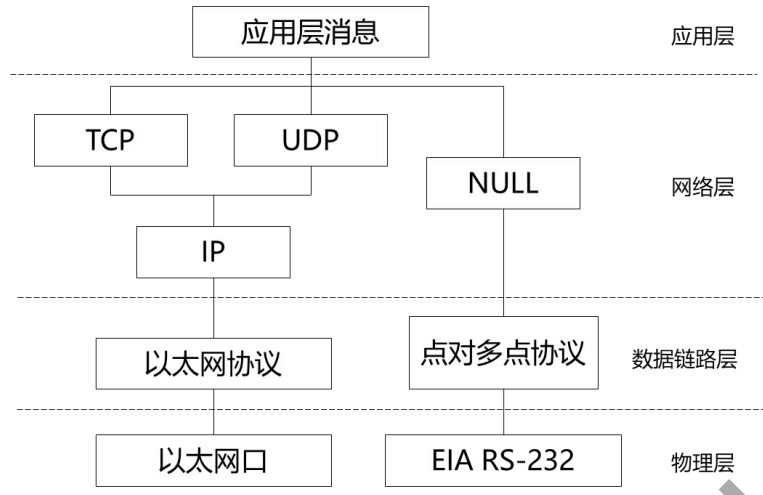 应用层消息
应用层
TCP
UDP
NULL
网络层
IP
以太网协议
点对多点协议
数据链路层
以太网口
EIA RS-232
物理层